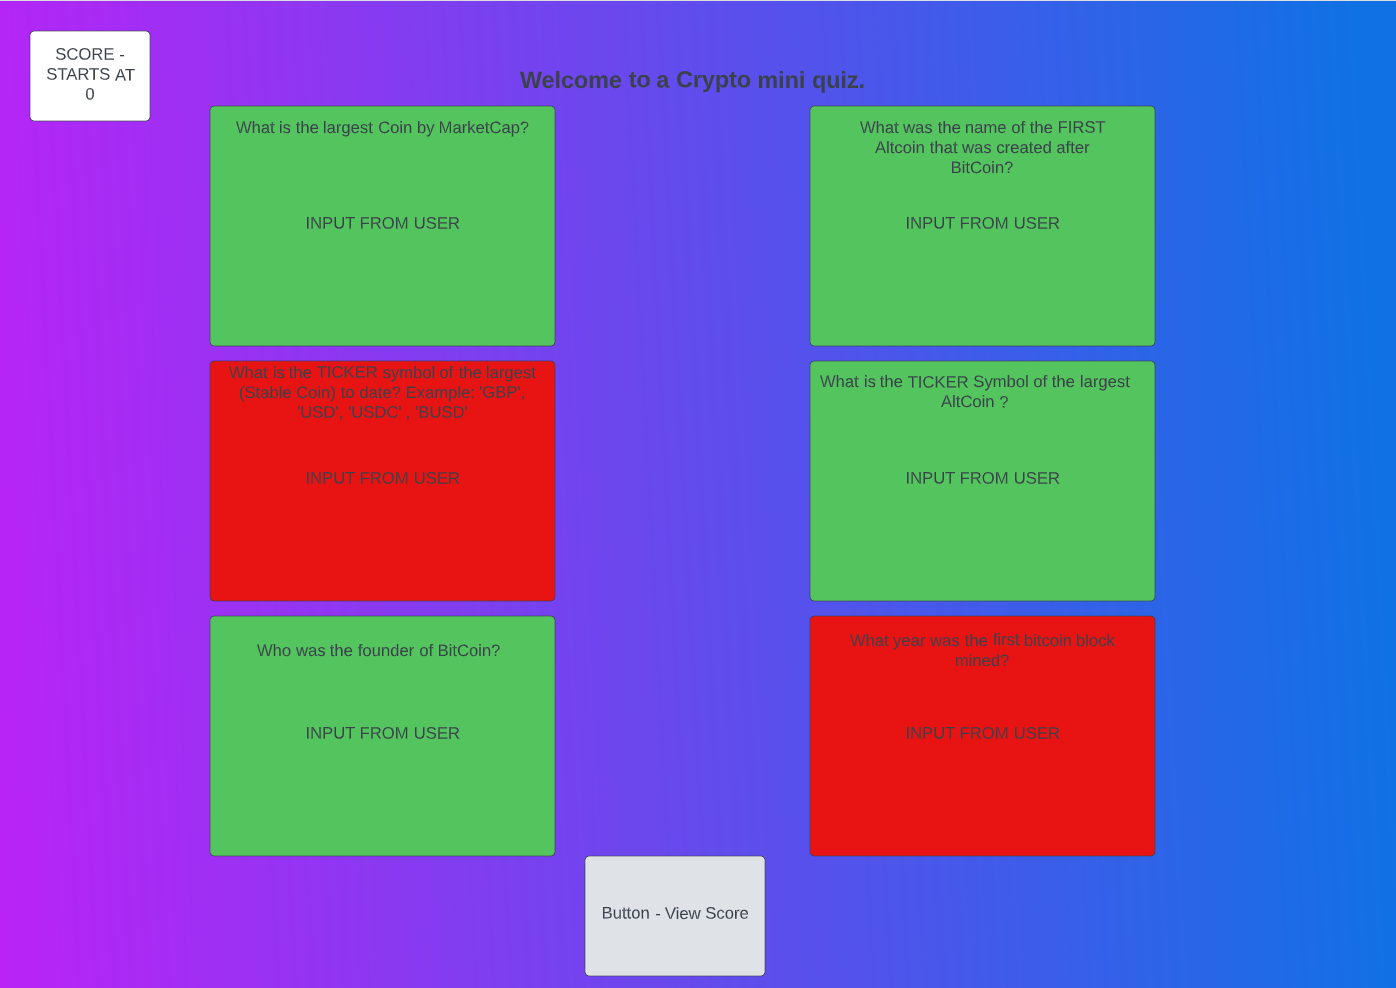 SCORE -
STARTS AT
0
Welcome to a Crypto mini quiz.
What is the largest Coin by MarketCap?
INPUT FROM USER
What was the name of the FIRST
Altcoin that was created after
BitCoin?
INPUT FROM USER
What is the TICKER symbol of the largest
(Stable Coin) to date? Example: 'GBP',
'USD', 'USDC' , 'BUSD'
INPUT FROM USER
What is the TICKER Symbol of the largest
AltCoin ?
INPUT FROM USER
Who was the founder of BitCoin?
INPUT FROM USER
What year was the first bitcoin block
mined?
INPUT FROM USER
Button - View Score